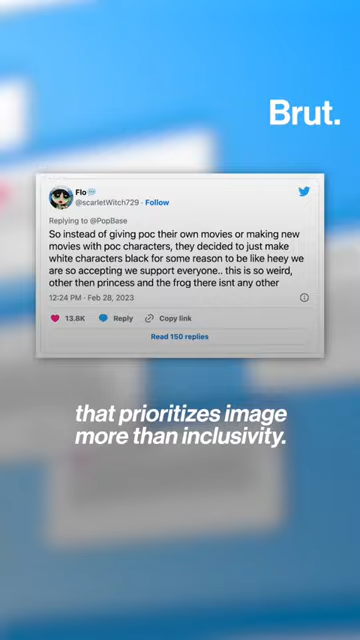 Brut.
Flo
@scarletWitch729 · Follow
Replying to @PopBase
So instead of giving poc their own movies or making new
movies with poc characters, they decided to just make
white characters black for some reason to be like heey we
are so accepting we support everyone.. this is so weird,
other then princess and the frog there isnt any other
12:24 PM · Feb 28, 2023
13.8K Reply Copy link
Read 150 replies
that prioritizes image
more than inclusivity.